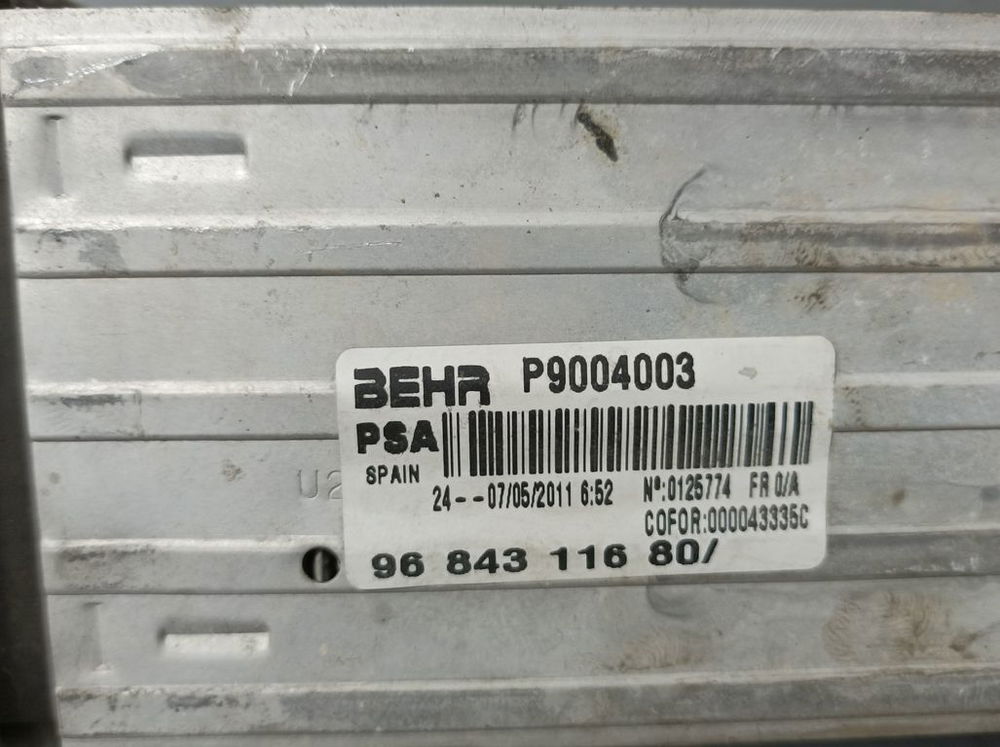 BEHR P9004003
PSA
SPAIN
24--07/05/2011 6:52 Nº:0125774 FR 0/A
COFOR:000043335C
96 843 116 80/
U2